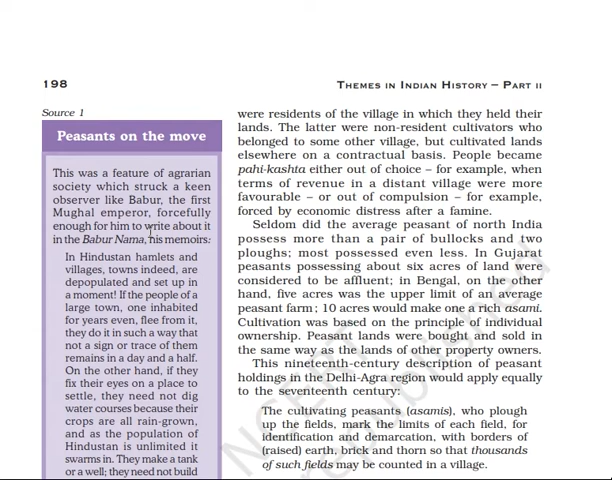 198
THEMES IN INDIAN HISTORY – PART II
Source 1
Peasants on the move
This was a feature of agrarian
society which struck a keen
observer like Babur, the first
Mughal emperor, forcefully
enough for him to write about it
in the Babur Nama, his memoirs:
In Hindustan hamlets and
villages, towns indeed, are
depopulated and set up in
a moment! If the people of a
large town, one inhabited
for years even, flee from it,
they do it in such a way that
not a sign or trace of them
remains in a day and a half.
On the other hand, if they
fix their eyes on a place to
settle, they need not dig
water courses because their
crops are all rain-grown,
and as the population of
Hindustan is unlimited it
swarms in. They make a tank
or a well; they need not build
were residents of the village in which they held their
lands. The latter were non-resident cultivators who
belonged to some other village, but cultivated lands
elsewhere on a contractual basis. People became
pahi-kashta either out of choice – for example, when
terms of revenue in a distant village were more
favourable – or out of compulsion – for example,
forced by economic distress after a famine.
Seldom did the average peasant of north India
possess more than a pair of bullocks and two
ploughs; most possessed even less. In Gujarat
peasants possessing about six acres of land were
considered to be affluent; in Bengal, on the other
hand, five acres was the upper limit of an average
peasant farm; 10 acres would make one a rich asami.
Cultivation was based on the principle of individual
ownership. Peasant lands were bought and sold in
the same way as the lands of other property owners.
This nineteenth-century description of peasant
holdings in the Delhi-Agra region would apply equally
to the seventeenth century:
The cultivating peasants (asamis), who plough
up the fields, mark the limits of each field, for
identification and demarcation, with borders of
(raised) earth, brick and thorn so that thousands
of such fields may be counted in a village.
NCERT
republished